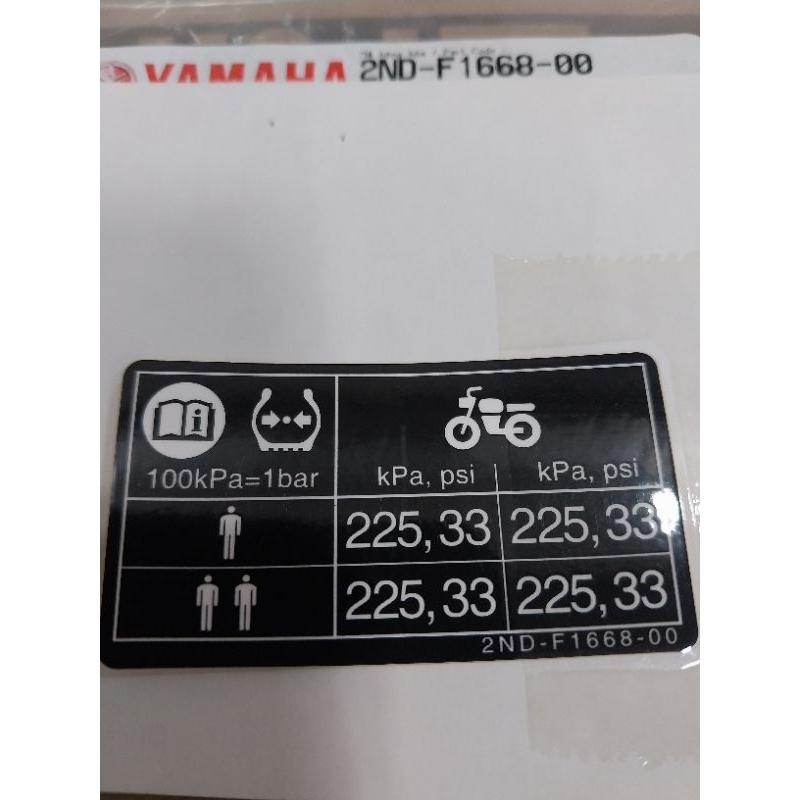 YAMAHA 2ND-F1668-00
100kPa=1bar
kPa, psi kPa, psi
225,33 225,33
225,33 225,33
2ND-F1668-00